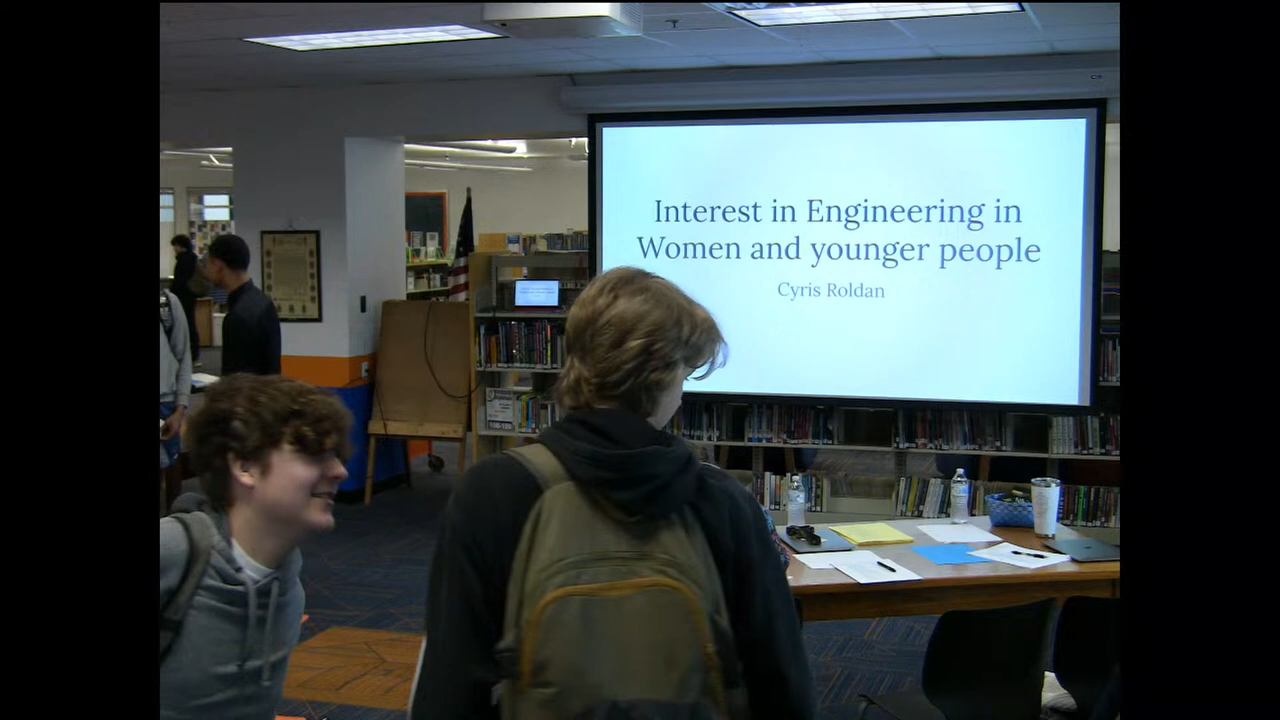 Interest in Engineering in
Women and younger people
Cyris Roldan